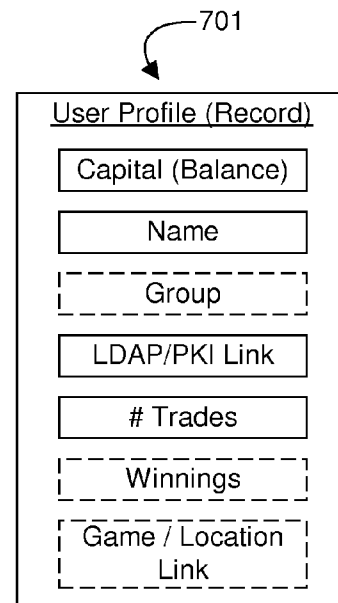 701
User Profile (Record)
Capital (Balance)
Name
Group
LDAP/PKI Link
# Trades
Winnings
Game / Location
Link